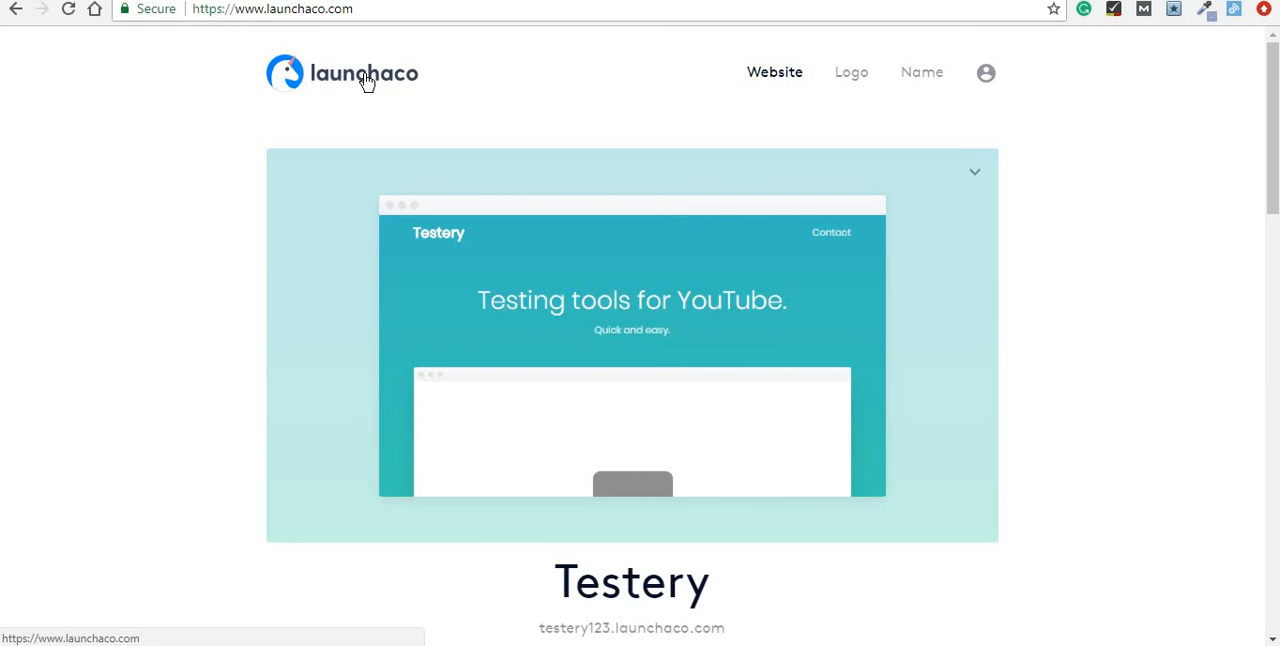 Secure https://www.launchaco.com
launchaco
Website Logo Name
Testery Contact
Testing tools for YouTube.
Quick and easy.
Testery
testery123.launchaco.com
https://www.launchaco.com